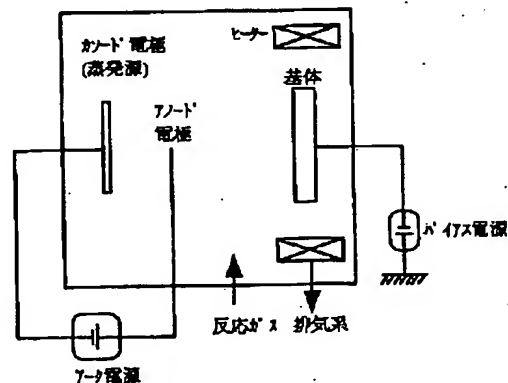 カソード電極
(蒸発源)
アノード
電極
ヒーター
基体
バイアス電源
反応ガス
排気系
アーク電源